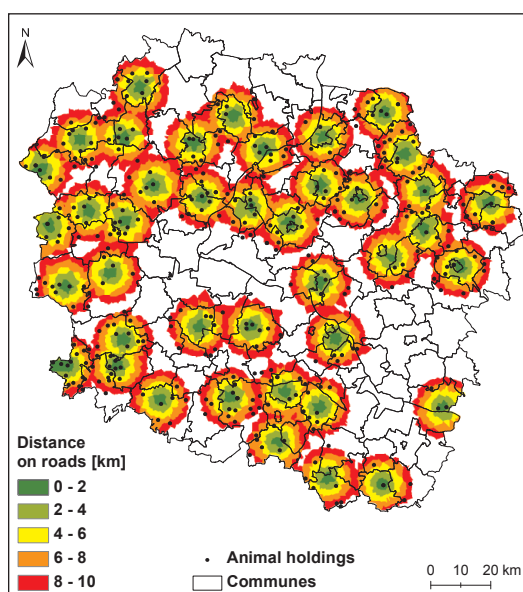 N
Distance
on roads [km]
0 - 2
2 - 4
4 - 6
6 - 8
8 - 10
Animal holdings
Communes
0 10 20 km